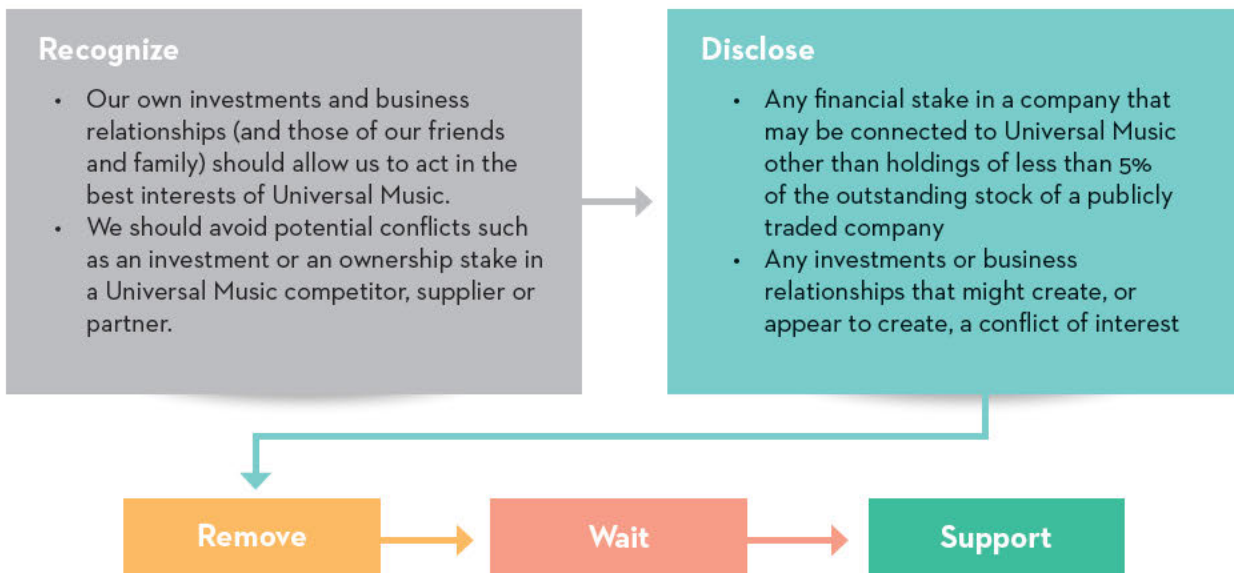 Recognize
• Our own investments and business
relationships (and those of our friends
and family) should allow us to act in the
best interests of Universal Music.
• We should avoid potential conflicts such
as an investment or an ownership stake in
a Universal Music competitor, supplier or
partner.
Disclose
• Any financial stake in a company that
may be connected to Universal Music
other than holdings of less than 5%
of the outstanding stock of a publicly
traded company
• Any investments or business
relationships that might create, or
appear to create, a conflict of interest
Remove
Wait
Support